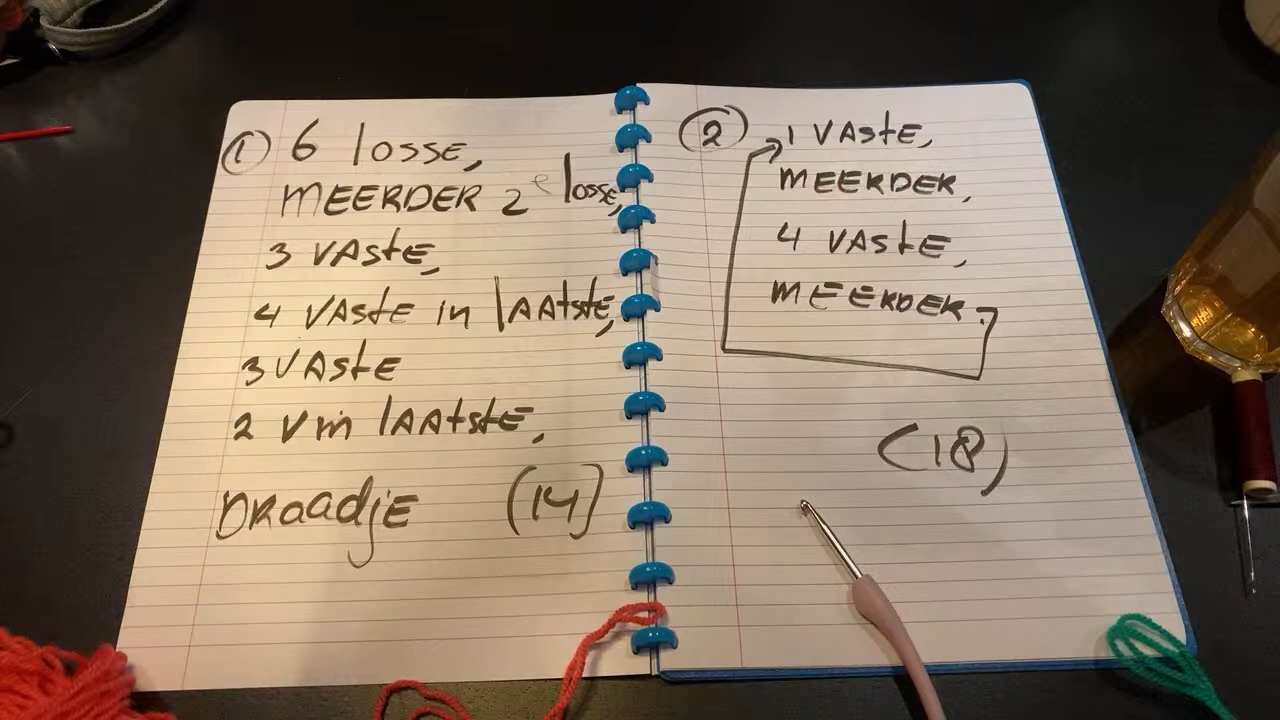 ① 6 losse,
MEERDER 2e losse,
3 VAStE,
4 VAStE in lAAtstE,
3 VAStE
2 V in lAAtstE,
DRaadjE (14)
② 1 VAStE,
MEERDER,
4 VAStE,
MEERDER
(18)